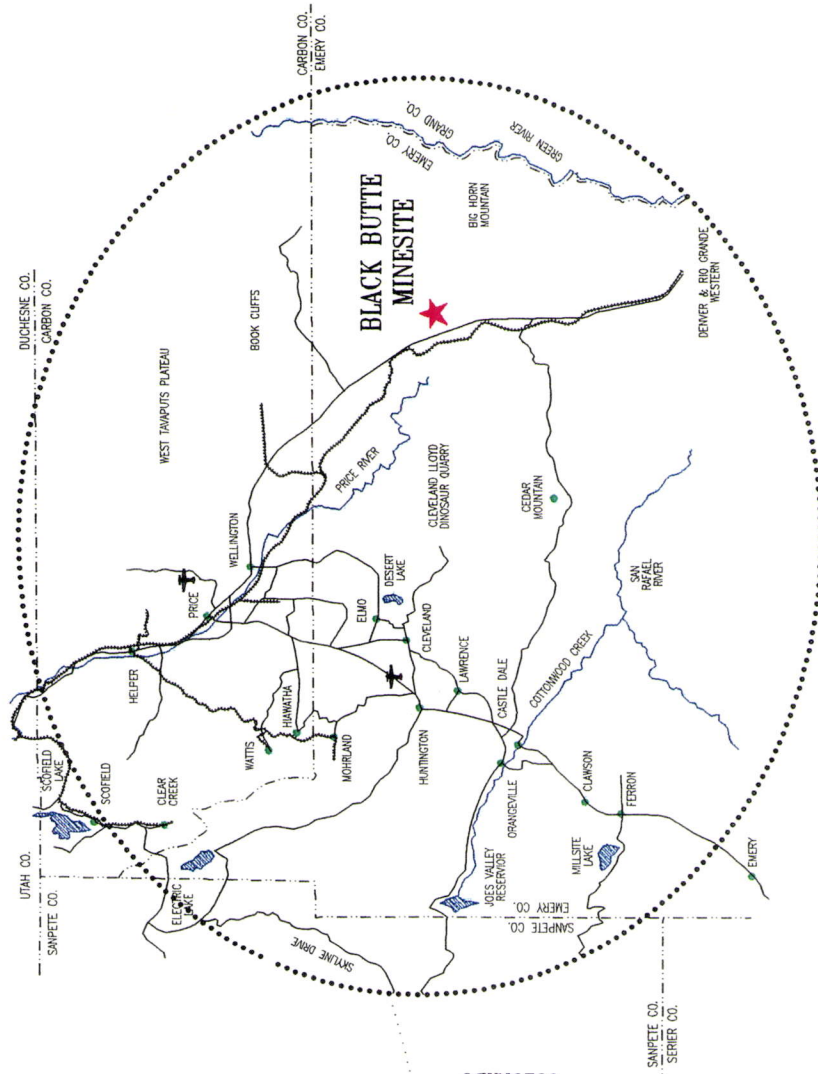 DUCHESNE CO.
CARBON CO.
CARBON CO.
EMERY CO.
UTAH CO.
SANPETE CO.
SCOFIELD
LAKE
SCOFIELD
CLEAR
CREEK
ELECTRIC
LAKE
SKYLINE DRIVE
HELPER
PRICE
WELLINGTON
WEST TAVAPUTS PLATEAU
BOOK CLIFFS
WATTIS
HIAWATHA
MOHRLAND
PRICE RIVER
EMERY CO.
GRAND CO.
GREEN RIVER
BLACK BUTTE
MINESITE
BIG HORN
MOUNTAIN
ELMO
DESERT
LAKE
CLEVELAND
CLEVELAND LLOYD
DINOSAUR QUARRY
HUNTINGTON
LAWRENCE
CASTLE DALE
ORANGEVILLE
COTTONWOOD CREEK
CEDAR
MOUNTAIN
JOES VALLEY
RESERVIOR
EMERY CO.
SANPETE CO.
CLAWSON
FERRON
MILLSITE
LAKE
SAN
RAFAEL
RIVER
DENVER & RIO GRANDE
WESTERN
EMERY
SANPETE CO.
SERIER CO.